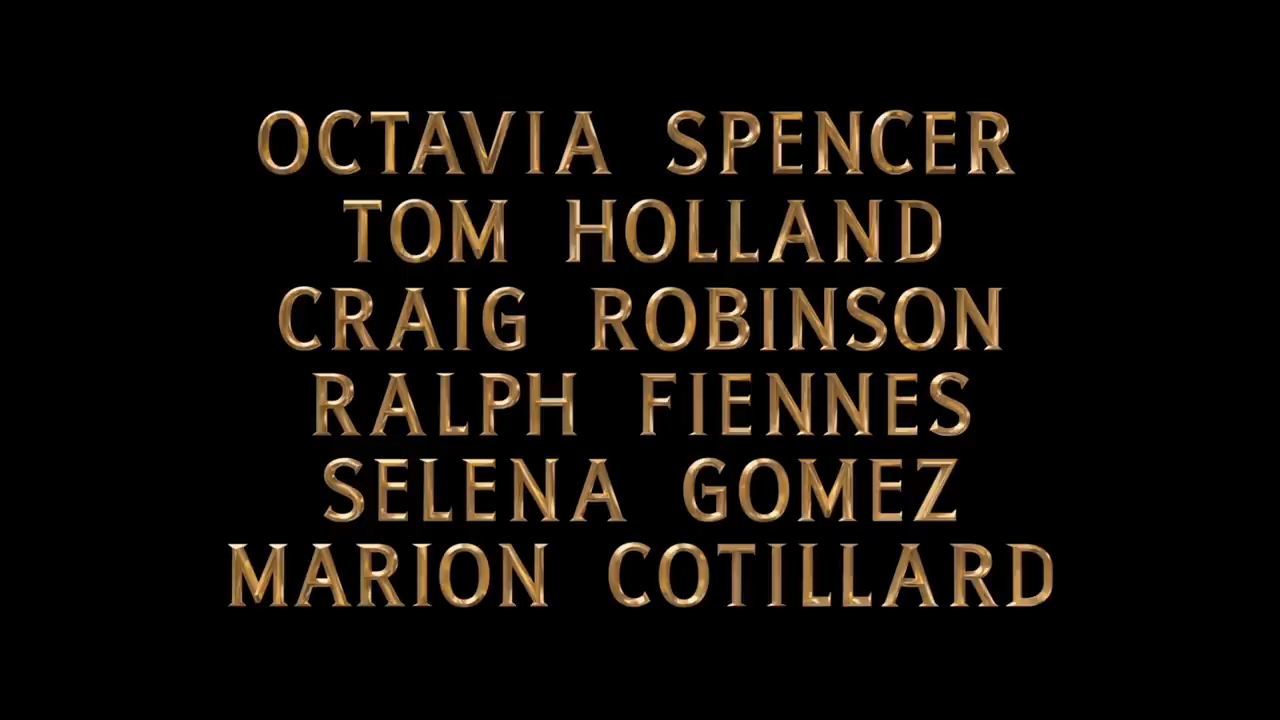 OCTAVIA SPENCER
TOM HOLLAND
CRAIG ROBINSON
RALPH FIENNES
SELENA GOMEZ
MARION COTILLARD